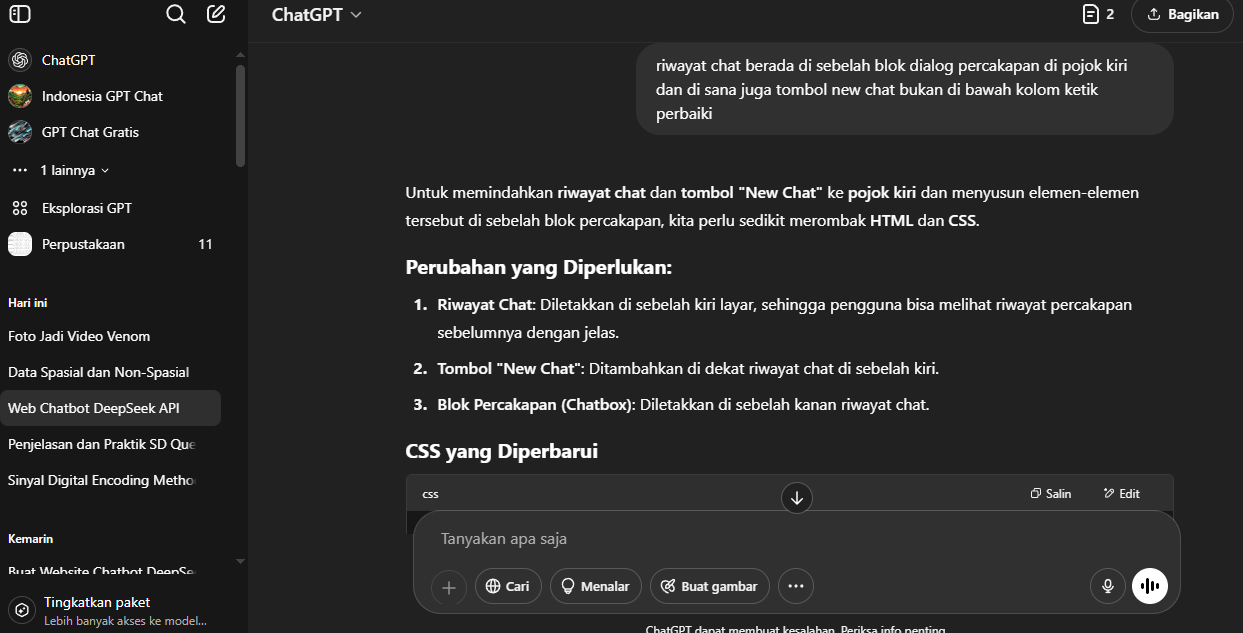 ChatGPT
2
Bagikan
ChatGPT
Indonesia GPT Chat
GPT Chat Gratis
1 lainnya
Eksplorasi GPT
Perpustakaan 11
Hari ini
Foto Jadi Video Venom
Data Spasial dan Non-Spasial
Web Chatbot DeepSeek API
Penjelasan dan Praktik SD Que
Sinyal Digital Encoding Metho
Kemarin
Buat Website Chatbot DeepSe
Tingkatkan paket
Lebih banyak akses ke model...
riwayat chat berada di sebelah blok dialog percakapan di pojok kiri
dan di sana juga tombol new chat bukan di bawah kolom ketik
perbaiki
Untuk memindahkan riwayat chat dan tombol "New Chat" ke pojok kiri dan menyusun elemen-elemen
tersebut di sebelah blok percakapan, kita perlu sedikit merombak HTML dan CSS.
Perubahan yang Diperlukan:
1. Riwayat Chat: Diletakkan di sebelah kiri layar, sehingga pengguna bisa melihat riwayat percakapan
sebelumnya dengan jelas.
2. Tombol "New Chat": Ditambahkan di dekat riwayat chat di sebelah kiri.
3. Blok Percakapan (Chatbox): Diletakkan di sebelah kanan riwayat chat.
CSS yang Diperbarui
css
Salin
Edit
Tanyakan apa saja
Cari
Menalar
Buat gambar
ChatGPT dapat membuat kesalahan. Periksa info penting.